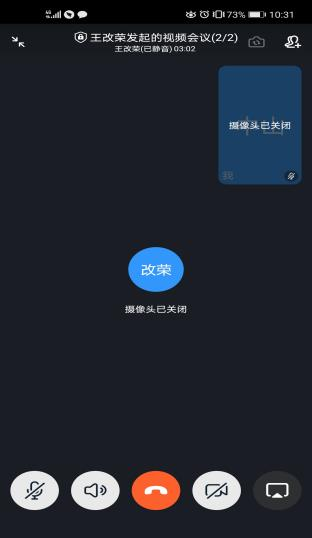 73% 10:31
王改荣发起的视频会议(2/2)
王改荣(已静音) 03:02
摄像头已关闭
我
改荣
摄像头已关闭